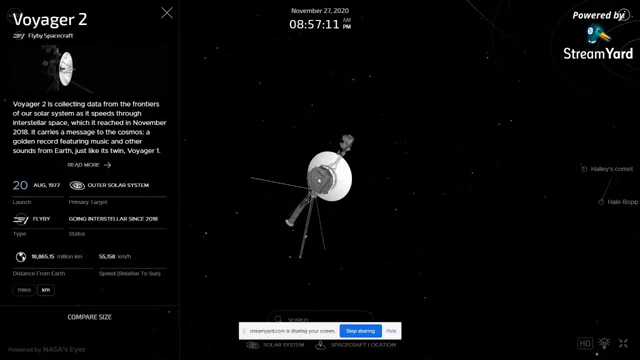 Voyager 2
Flyby Spacecraft
Voyager 2 is collecting data from the frontiers
of our solar system as it speeds through
interstellar space, which it reached in November
2018. It carries a message to the cosmos: a
golden record featuring music and other
sounds from Earth, just like its twin, Voyager 1.
READ MORE
20 AUG, 1977
OUTER SOLAR SYSTEM
Launch
Primary Target
FLYBY
GOING INTERSTELLAR SINCE 2018
Type
Status
18,865.15 million km
55,158 km/h
Distance From Earth
Speed (Relative To Sun)
miles
km
COMPARE SIZE
Powered by NASA's Eyes
November 27, 2020
08:57:11 AM
PM
Powered by
StreamYard
Halley's comet
Hale-Bopp
SEARCH
streamyard.com is sharing your screen.
Stop sharing
Hide
SOLAR SYSTEM
SPACECRAFT LOCATION
HD